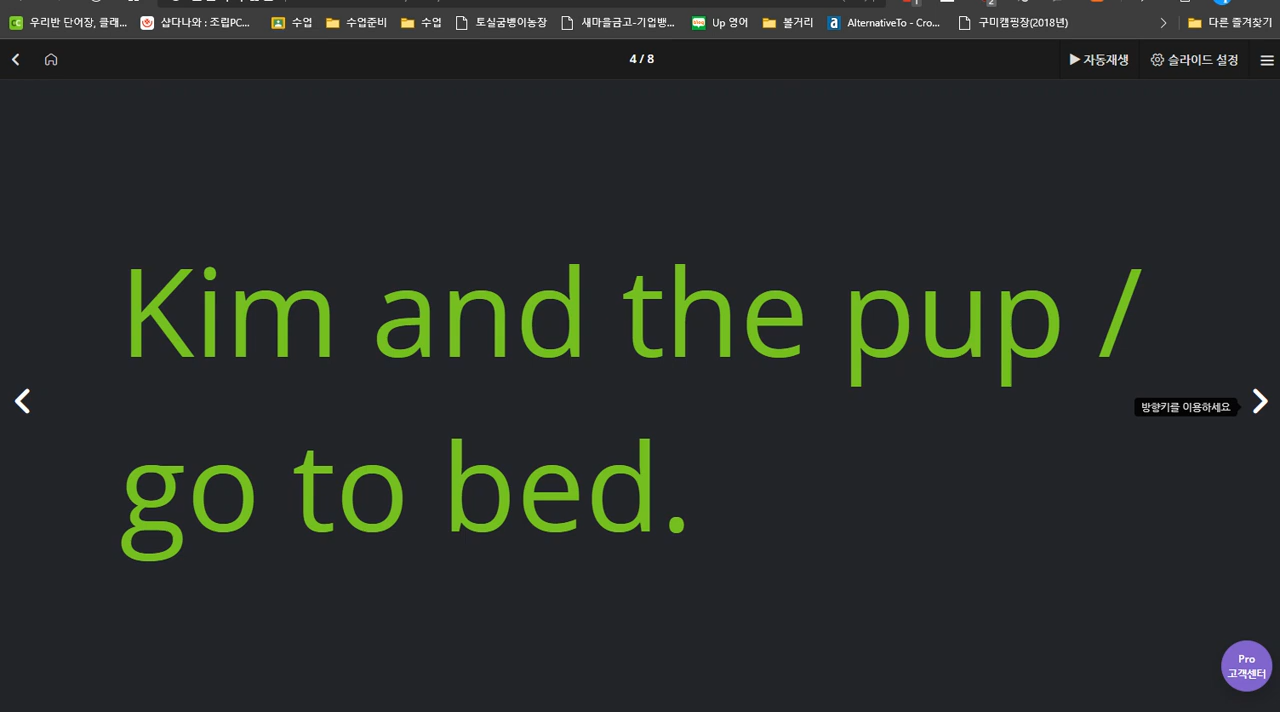 우리반 단어장, 클래... 샵다나와 : 조립PC... 수업 수업준비 수업 토실굼벵이농장 새마을금고-기업뱅... Up 영어 볼거리 AlternativeTo - Cro... 구미캠핑장(2018년) 다른 즐겨찾기
4 / 8 자동재생 슬라이드 설정
Kim and the pup /
방향키를 이용하세요
go to bed.
Pro
고객센터